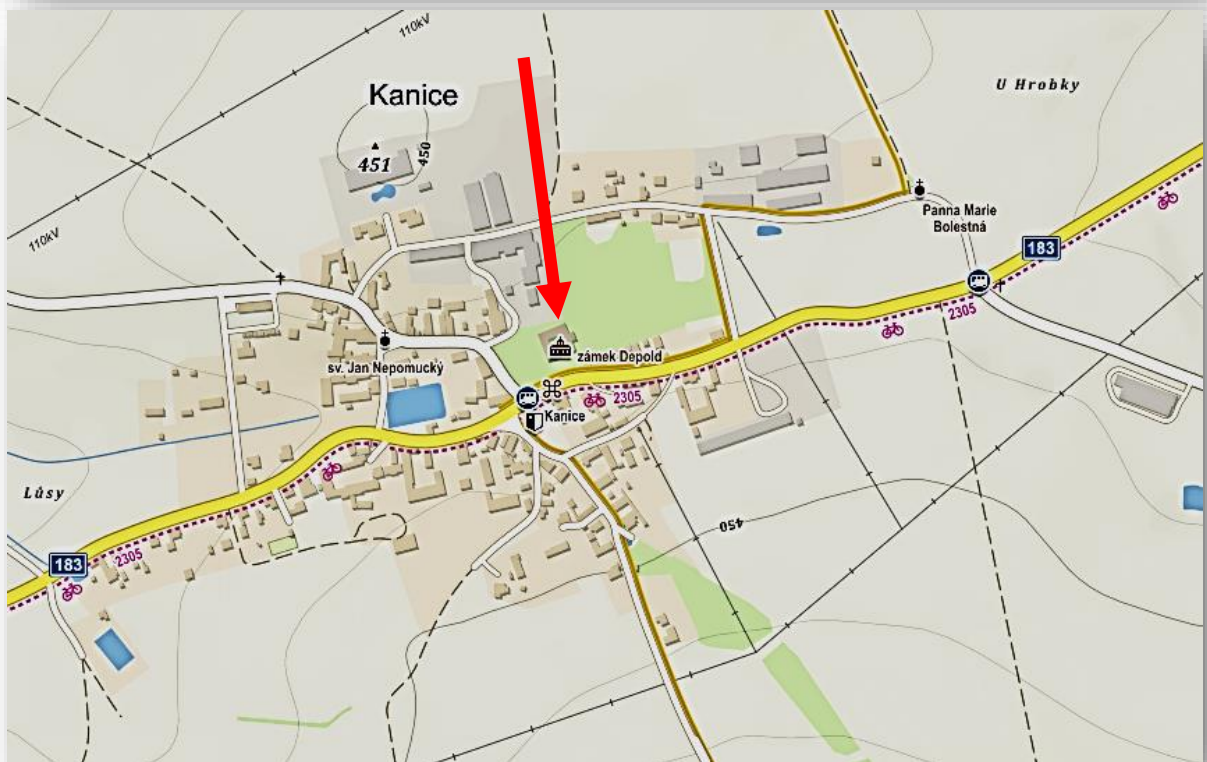 110kV
Kanice
U Hrobky
451
450
Panna Marie
Bolestná
110kV
183
2305
zámek Depold
sv. Jan Nepomucký
2305
Kanice
Lûsy
450
183
2305